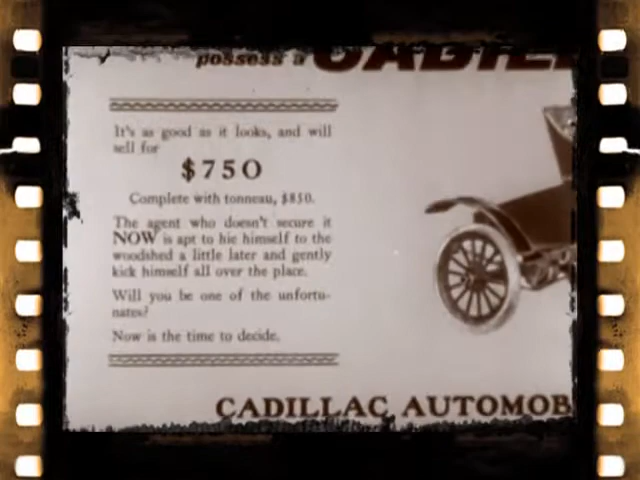 possess a CADILL
It's as good as it looks, and will
sell for
$750
Complete with tonneau, $850.
The agent who doesn't secure it
NOW is apt to hie himself to the
woodshed a little later and gently
kick himself all over the place.
Will you be one of the unfortu-
nates?
Now is the time to decide.
CADILLAC AUTOMOB